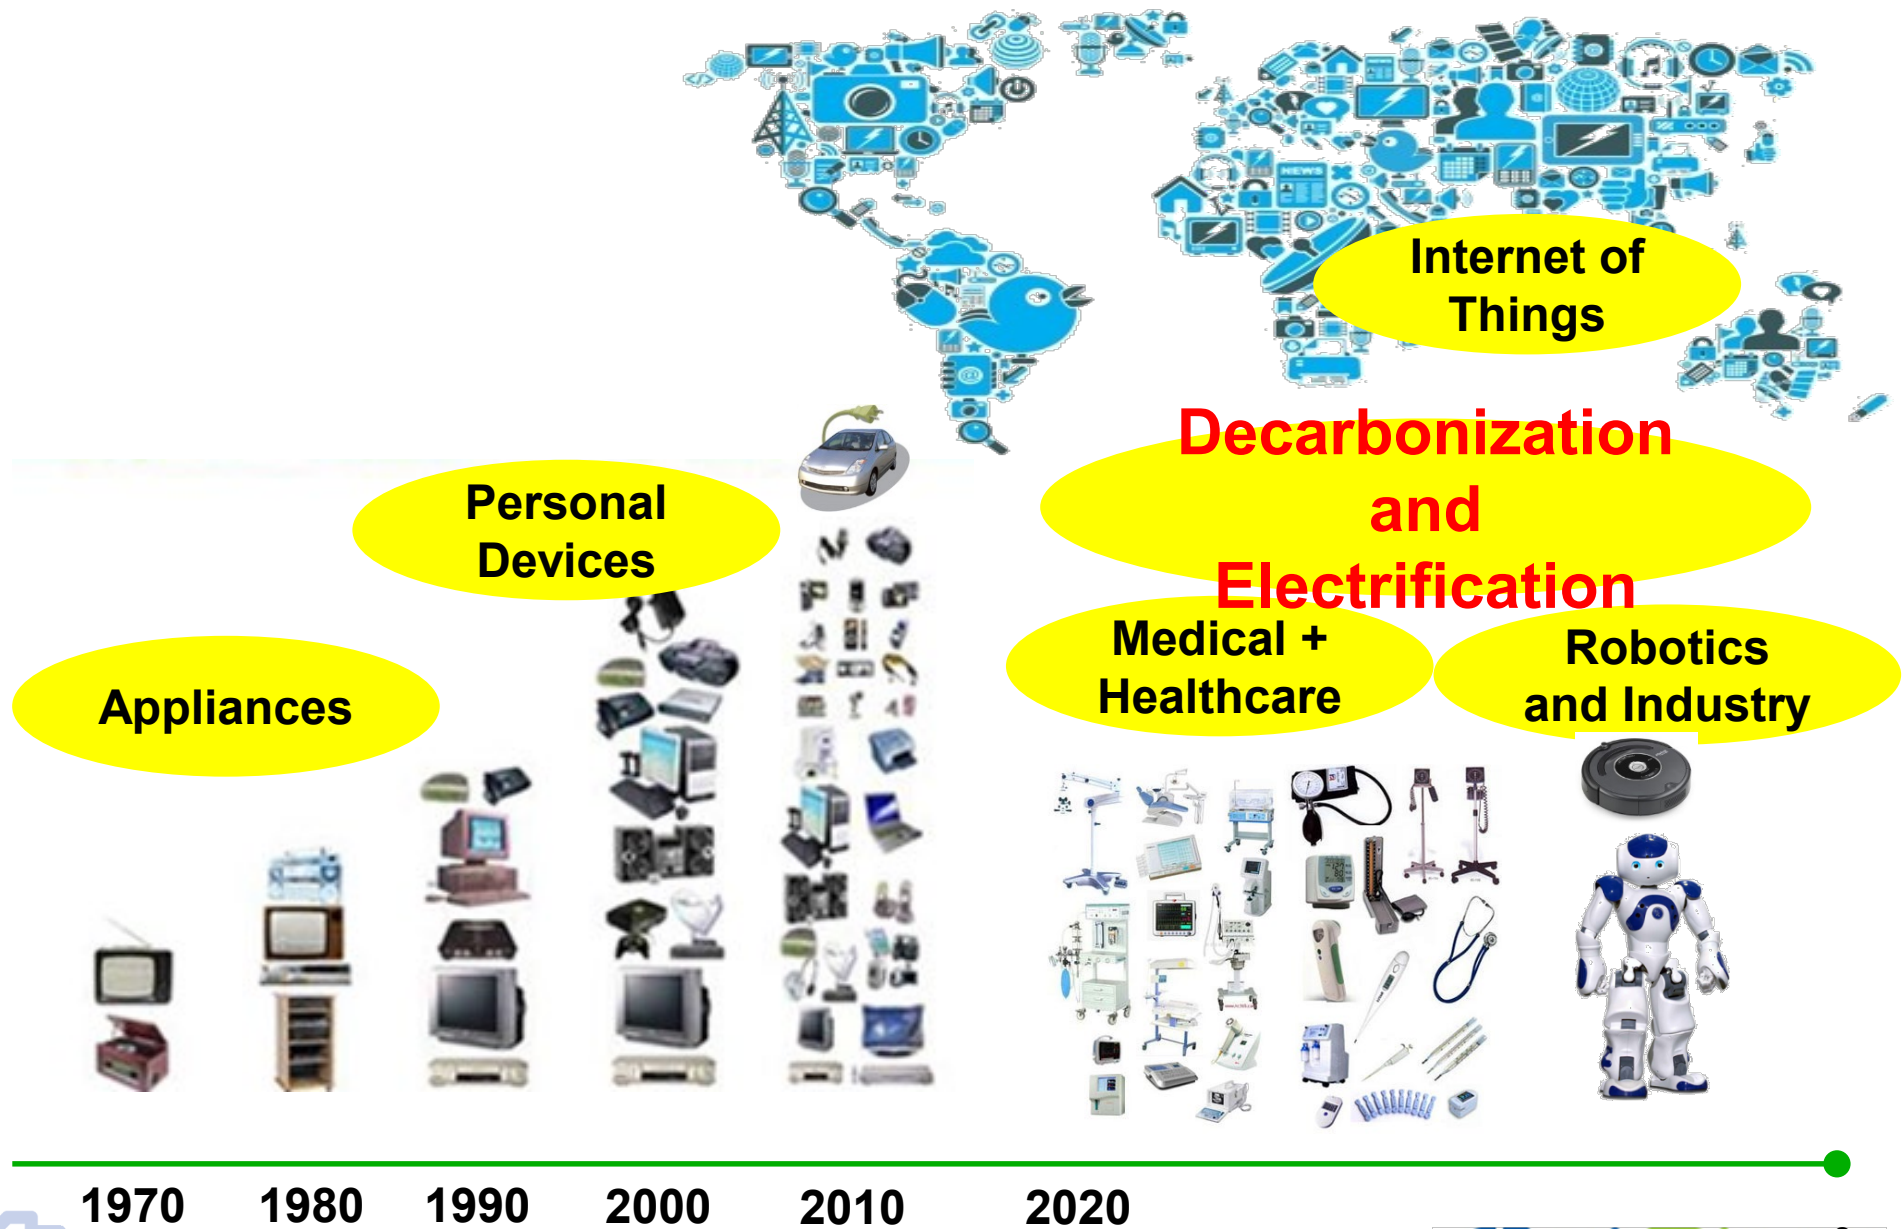 Internet of
Things
Decarbonization
and
Electrification
Personal
Devices
Medical +
Healthcare
Robotics
and Industry
Appliances
NEWS
1970 1980 1990 2000 2010 2020